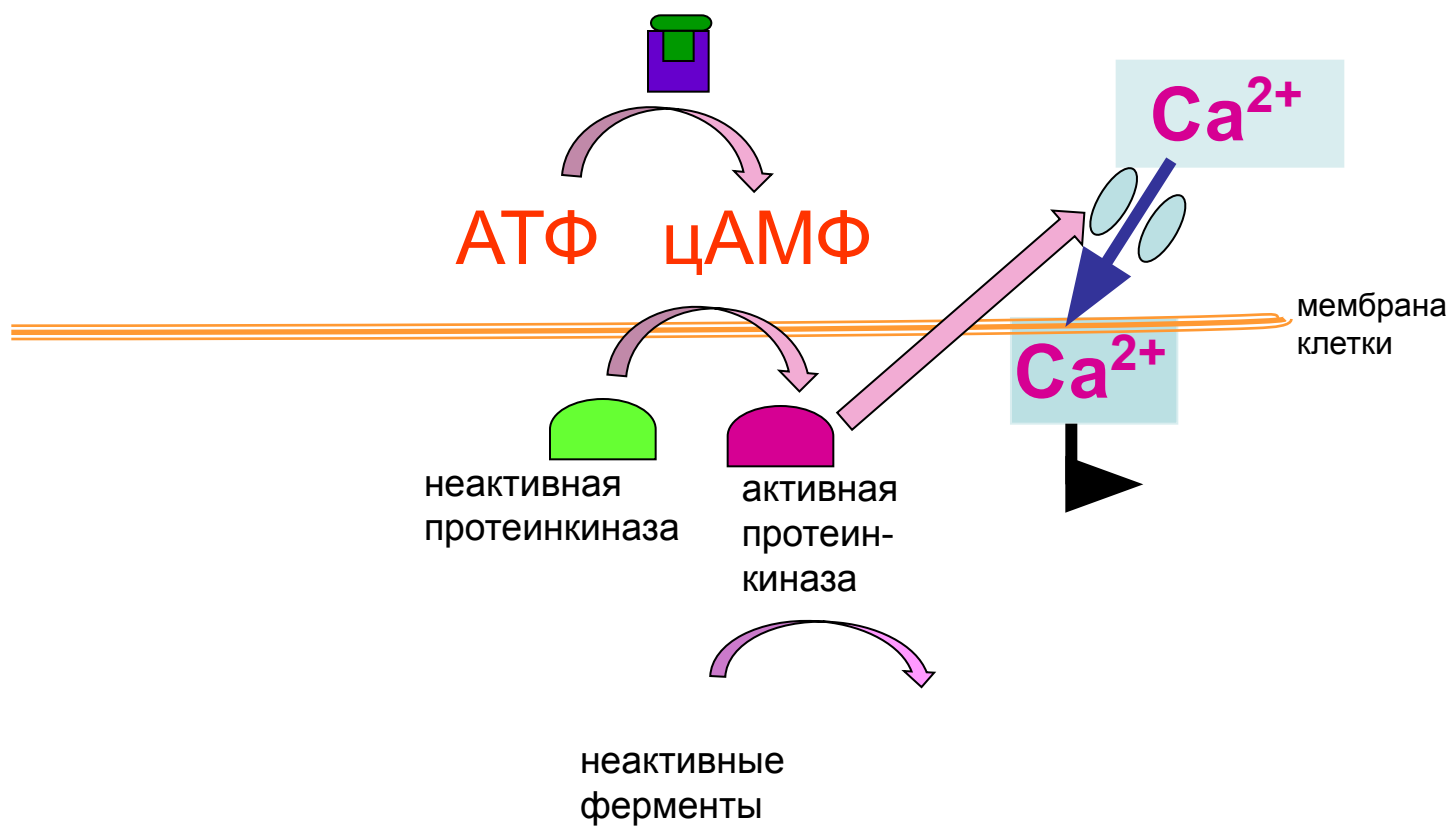 Ca²⁺
АТФ цАМФ
мембрана
клетки
Ca²⁺
неактивная
протеинкиназа
активная
протеин-
киназа
неактивные
ферменты